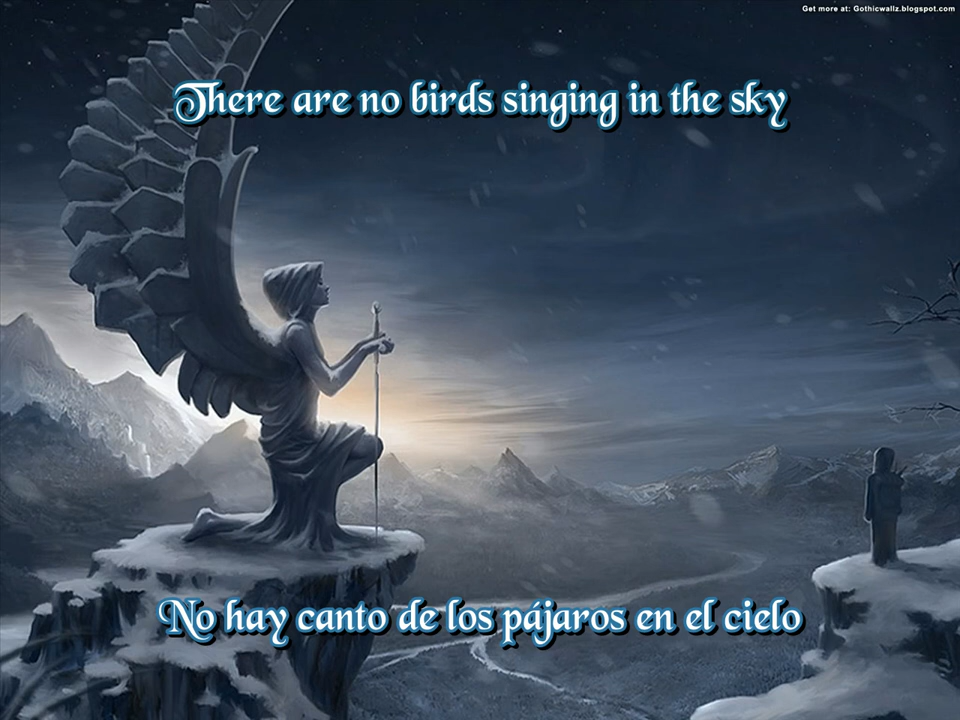 Get more at: Gothicwallz.blogspot.com
There are no birds singing in the sky
No hay canto de los pájaros en el cielo